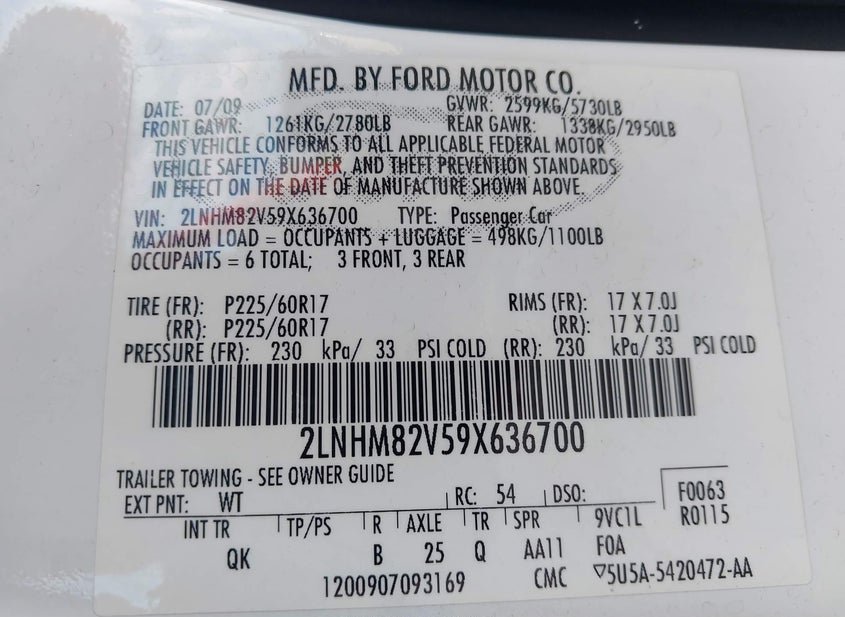 MFD. BY FORD MOTOR CO.
DATE: 07/09 GVWR: 2599KG/5730LB
FRONT GAWR: 1261KG/2780LB REAR GAWR: 1338KG/2950LB
THIS VEHICLE CONFORMS TO ALL APPLICABLE FEDERAL MOTOR
VEHICLE SAFETY, BUMPER, AND THEFT PREVENTION STANDARDS
IN EFFECT ON THE DATE OF MANUFACTURE SHOWN ABOVE.
VIN: 2LNHM82V59X636700 TYPE: Passenger Car
MAXIMUM LOAD = OCCUPANTS + LUGGAGE = 498KG/1100LB
OCCUPANTS = 6 TOTAL; 3 FRONT, 3 REAR
TIRE (FR): P225/60R17 RIMS (FR): 17 X 7.0J
(RR): P225/60R17 (RR): 17 X 7.0J
PRESSURE (FR): 230 kPa/ 33 PSI COLD (RR): 230 kPa/ 33 PSI COLD
2LNHM82V59X636700
TRAILER TOWING - SEE OWNER GUIDE
EXT PNT: WT RC: 54 DSO: F0063
INT TR TP/PS R AXLE TR SPR 9VC1L R0115
QK B 25 Q AA11 F0A
1200907093169 CMC ▽5U5A-5420472-AA